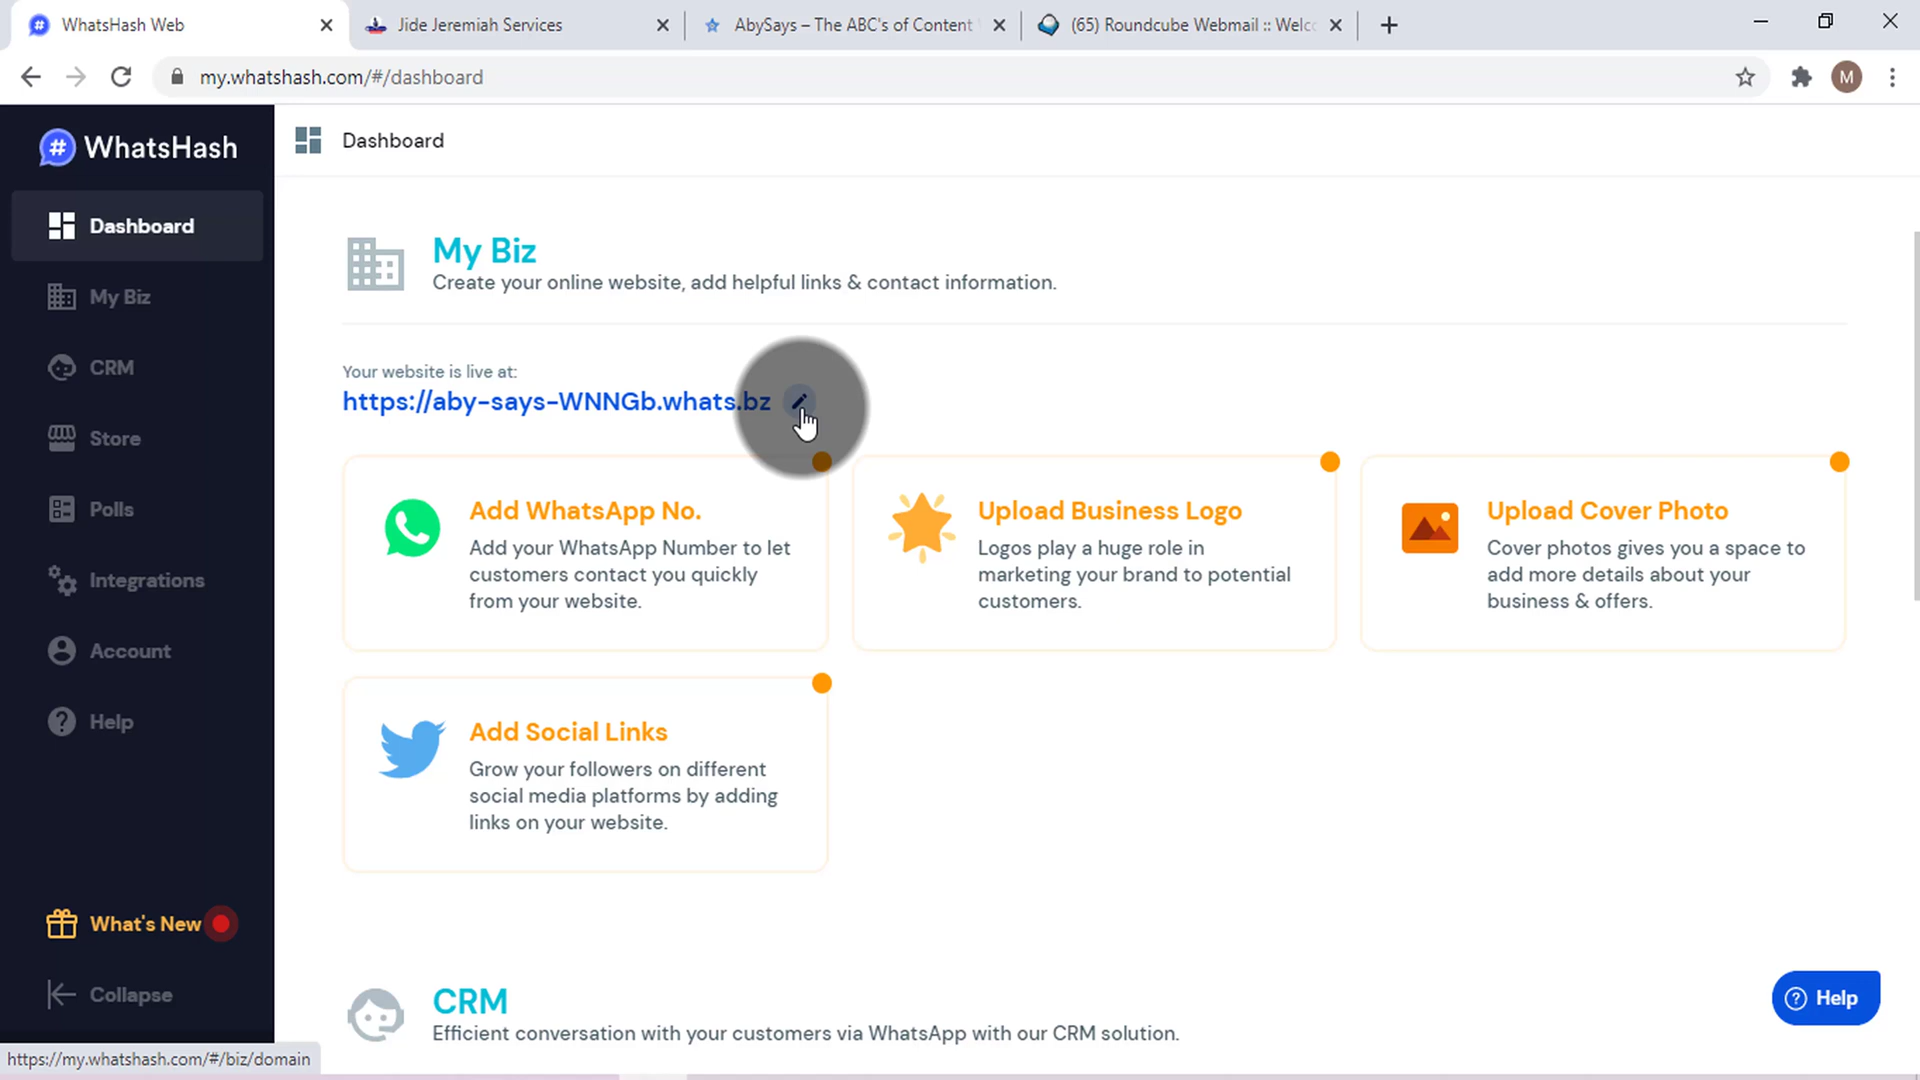 WhatsHash Web
Jide Jeremiah Services
AbySays – The ABC's of Content
(65) Roundcube Webmail :: Welc
my.whatshash.com/#/dashboard
M
# WhatsHash
Dashboard
Dashboard
My Biz
CRM
Store
Polls
Integrations
Account
Help
What's New
Collapse
My Biz
Create your online website, add helpful links & contact information.
Your website is live at:
https://aby-says-WNNGb.whats.bz
Add WhatsApp No.
Add your WhatsApp Number to let
customers contact you quickly
from your website.
Upload Business Logo
Logos play a huge role in
marketing your brand to potential
customers.
Upload Cover Photo
Cover photos gives you a space to
add more details about your
business & offers.
Add Social Links
Grow your followers on different
social media platforms by adding
links on your website.
CRM
Efficient conversation with your customers via WhatsApp with our CRM solution.
Help
https://my.whatshash.com/#/biz/domain